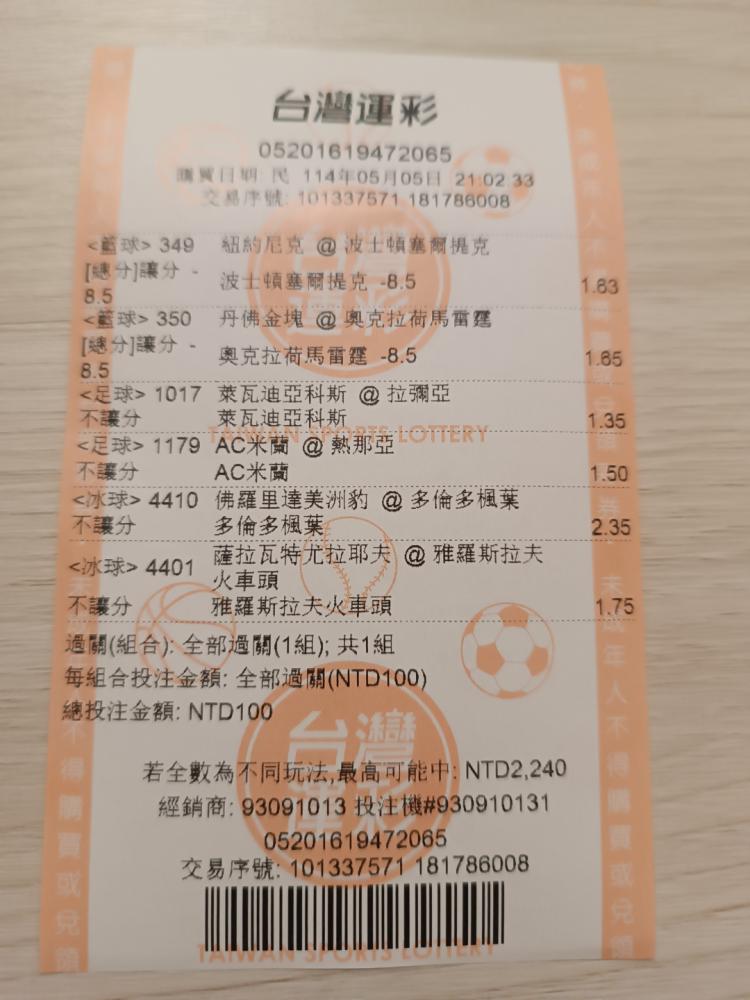 台灣運彩
05201619472065
購買日期: 民 114年05月05日 21:02:33
交易序號: 101337571 181786008
<籃球> 349 紐約尼克 @ 波士頓塞爾提克
[總分]讓分 - 8.5 波士頓塞爾提克 -8.5 1.63
<籃球> 350 丹佛金塊 @ 奧克拉荷馬雷霆
[總分]讓分 - 8.5 奧克拉荷馬雷霆 -8.5 1.65
<足球> 1017 萊瓦迪亞科斯 @ 拉彌亞
不讓分 萊瓦迪亞科斯 1.35
TAIWAN SPORTS LOTTERY
<足球> 1179 AC米蘭 @ 熱那亞
不讓分 AC米蘭 1.50
<冰球> 4410 佛羅里達美洲豹 @ 多倫多楓葉
不讓分 多倫多楓葉 2.35
<冰球> 4401 薩拉瓦特尤拉耶夫 @ 雅羅斯拉夫
火車頭
不讓分 雅羅斯拉夫火車頭 1.75
過關(組合): 全部過關(1組); 共1組
每組合投注金額: 全部過關(NTD100)
總投注金額: NTD100
台灣運彩
若全數為不同玩法,最高可能中: NTD2,240
經銷商: 93091013 投注機#930910131
05201619472065
交易序號: 101337571 181786008
TAIWAN SPORTS LOTTERY